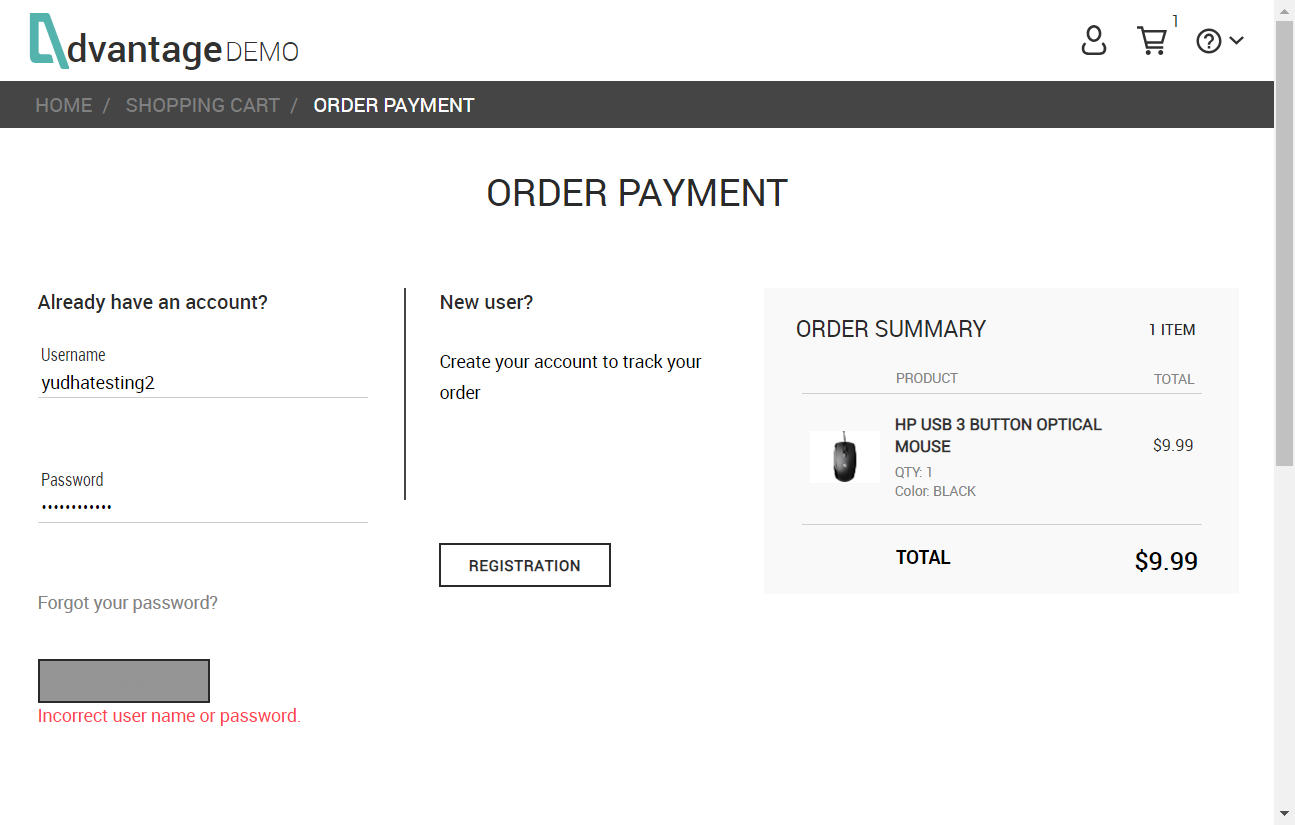 dvantage DEMO
1
HOME / SHOPPING CART / ORDER PAYMENT
ORDER PAYMENT
Already have an account?
Username
yudhatesting2
Password
••••••••••••
Forgot your password?
Incorrect user name or password.
New user?
Create your account to track your
order
REGISTRATION
ORDER SUMMARY 1 ITEM
PRODUCT TOTAL
HP USB 3 BUTTON OPTICAL
MOUSE
$9.99
QTY: 1
Color: BLACK
TOTAL $9.99